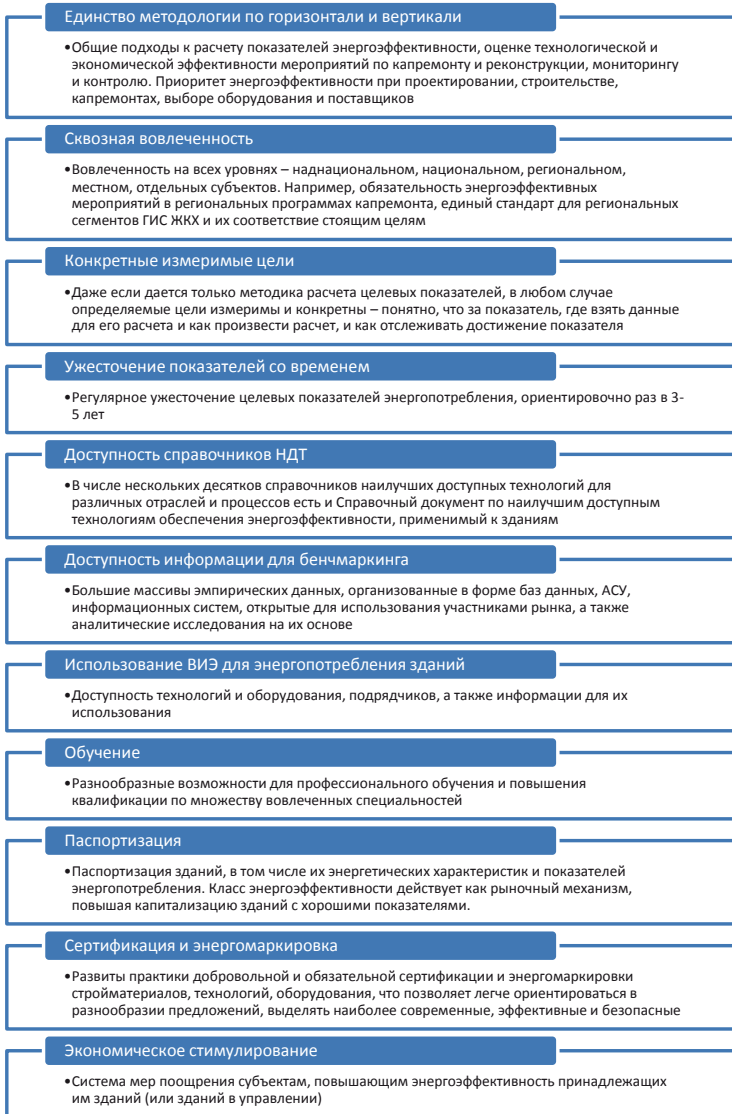 Единство методологии по горизонтали и вертикали
•Общие подходы к расчету показателей энергоэффективности, оценке технологической и
экономической эффективности мероприятий по капремонту и реконструкции, мониторингу
и контролю. Приоритет энергоэффективности при проектировании, строительстве,
капремонтах, выборе оборудования и поставщиков
Сквозная вовлеченность
•Вовлеченность на всех уровнях – наднациональном, национальном, региональном,
местном, отдельных субъектов. Например, обязательность энергоэффективных
мероприятий в региональных программах капремонта, единый стандарт для региональных
сегментов ГИС ЖКХ и их соответствие стоящим целям
Конкретные измеримые цели
•Даже если дается только методика расчета целевых показателей, в любом случае
определяемые цели измеримы и конкретны – понятно, что за показатель, где взять данные
для его расчета и как произвести расчет, и как отслеживать достижение показателя
Ужесточение показателей со временем
•Регулярное ужесточение целевых показателей энергопотребления, ориентировочно раз в 3-
5 лет
Доступность справочников НДТ
•В числе нескольких десятков справочников наилучших доступных технологий для
различных отраслей и процессов есть и Справочный документ по наилучшим доступным
технологиям обеспечения энергоэффективности, применимый к зданиям
Доступность информации для бенчмаркинга
•Большие массивы эмпирических данных, организованные в форме баз данных, АСУ,
информационных систем, открытые для использования участниками рынка, а также
аналитические исследования на их основе
Использование ВИЭ для энергопотребления зданий
•Доступность технологий и оборудования, подрядчиков, а также информации для их
использования
Обучение
•Разнообразные возможности для профессионального обучения и повышения
квалификации по множеству вовлеченных специальностей
Паспортизация
•Паспортизация зданий, в том числе их энергетических характеристик и показателей
энергопотребления. Класс энергоэффективности действует как рыночный механизм,
повышая капитализацию зданий с хорошими показателями.
Сертификация и энергомаркировка
•Развиты практики добровольной и обязательной сертификации и энергомаркировки
стройматериалов, технологий, оборудования, что позволяет легче ориентироваться в
разнообразии предложений, выделять наиболее современные, эффективные и безопасные
Экономическое стимулирование
•Система мер поощрения субъектам, повышающим энергоэффективность принадлежащих
им зданий (или зданий в управлении)